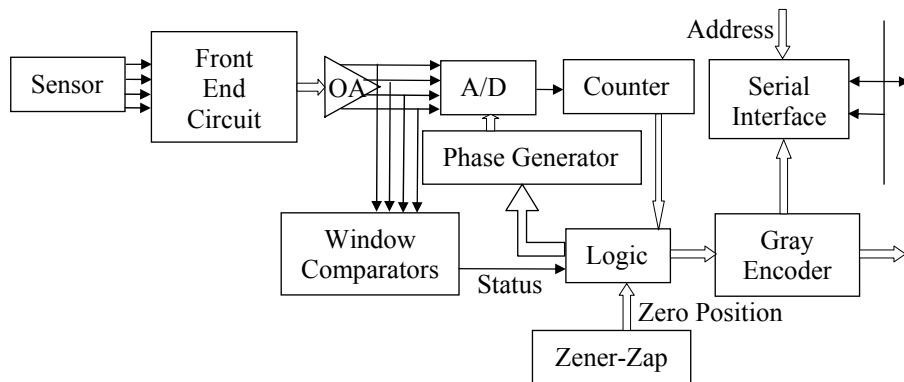 Address
Sensor
Front
End
Circuit
OA
A/D
Counter
Serial
Interface
Phase Generator
Window
Comparators
Status
Logic
Gray
Encoder
Zero Position
Zener-Zap